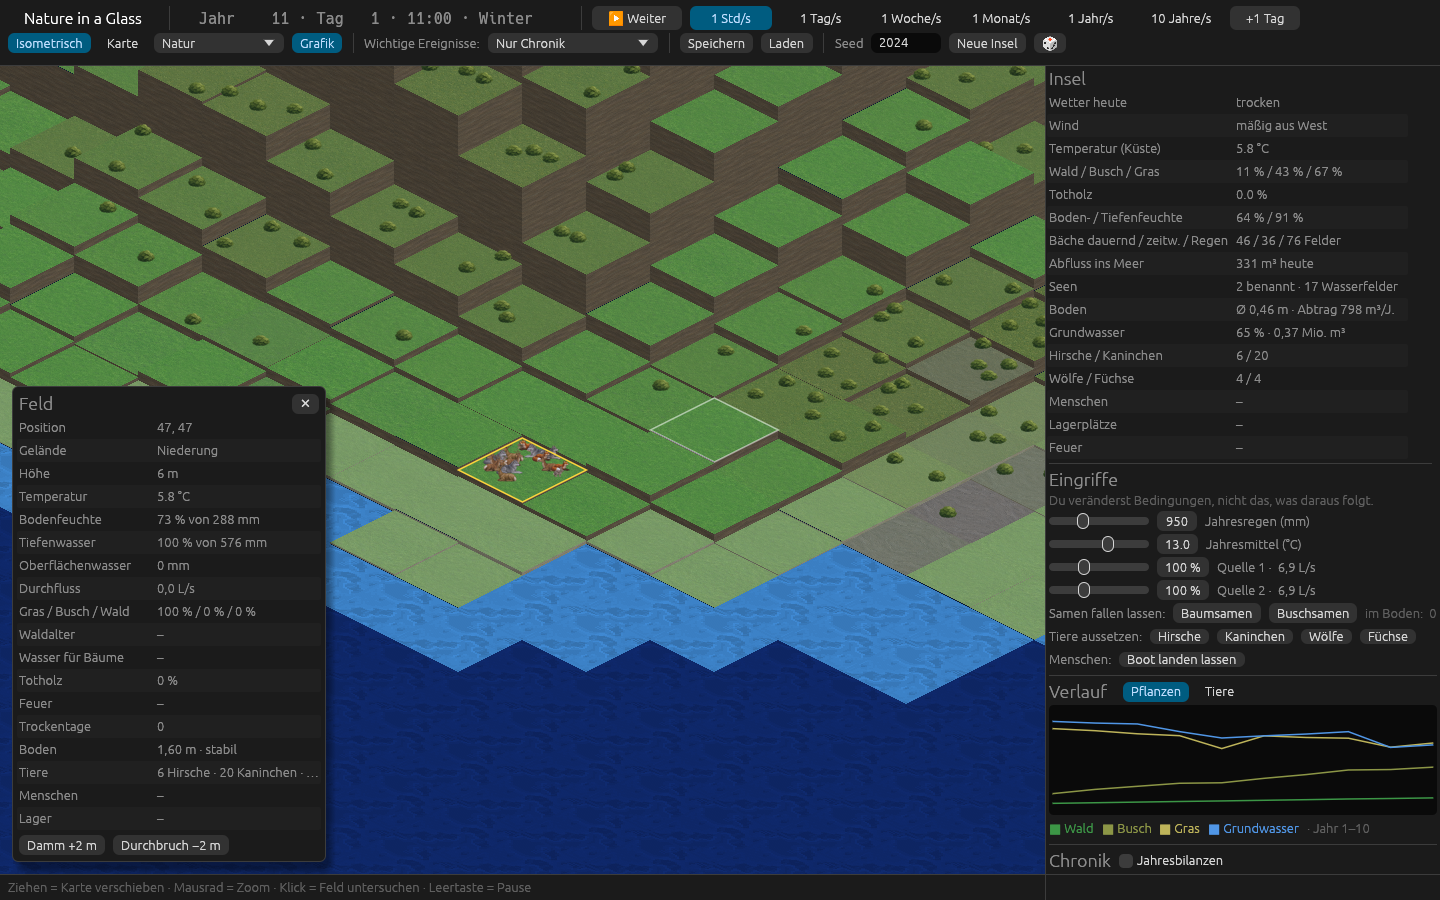 Nature in a Glass Jahr 11 · Tag 1 · 11:00 · Winter Weiter 1 Std/s 1 Tag/s 1 Woche/s 1 Monat/s 1 Jahr/s 10 Jahre/s +1 Tag
Isometrisch Karte Natur Grafik Wichtige Ereignisse: Nur Chronik Speichern Laden Seed 2024 Neue Insel
Insel
Wetter heute trocken
Wind mäßig aus West
Temperatur (Küste) 5.8 °C
Wald / Busch / Gras 11 % / 43 % / 67 %
Totholz 0.0 %
Boden- / Tiefenfeuchte 64 % / 91 %
Bäche dauernd / zeitw. / Regen 46 / 36 / 76 Felder
Abfluss ins Meer 331 m³ heute
Seen 2 benannt · 17 Wasserfelder
Boden Ø 0,46 m · Abtrag 798 m³/J.
Grundwasser 65 % · 0,37 Mio. m³
Hirsche / Kaninchen 6 / 20
Wölfe / Füchse 4 / 4
Menschen –
Lagerplätze –
Feuer –
Eingriffe
Du veränderst Bedingungen, nicht das, was daraus folgt.
950 Jahresregen (mm)
13.0 Jahresmittel (°C)
100 % Quelle 1 · 6,9 L/s
100 % Quelle 2 · 6,9 L/s
Samen fallen lassen: Baumsamen Buschsamen im Boden: 0
Tiere aussetzen: Hirsche Kaninchen Wölfe Füchse
Menschen: Boot landen lassen
Verlauf Pflanzen Tiere
Wald Busch Gras Grundwasser · Jahr 1–10
Chronik Jahresbilanzen
Feld ×
Position 47, 47
Gelände Niederung
Höhe 6 m
Temperatur 5.8 °C
Bodenfeuchte 73 % von 288 mm
Tiefenwasser 100 % von 576 mm
Oberflächenwasser 0 mm
Durchfluss 0,0 L/s
Gras / Busch / Wald 100 % / 0 % / 0 %
Waldalter –
Wasser für Bäume –
Totholz 0 %
Feuer –
Trockentage 0
Boden 1,60 m · stabil
Tiere 6 Hirsche · 20 Kaninchen · …
Menschen –
Lager –
Damm +2 m Durchbruch −2 m
Ziehen = Karte verschieben · Mausrad = Zoom · Klick = Feld untersuchen · Leertaste = Pause